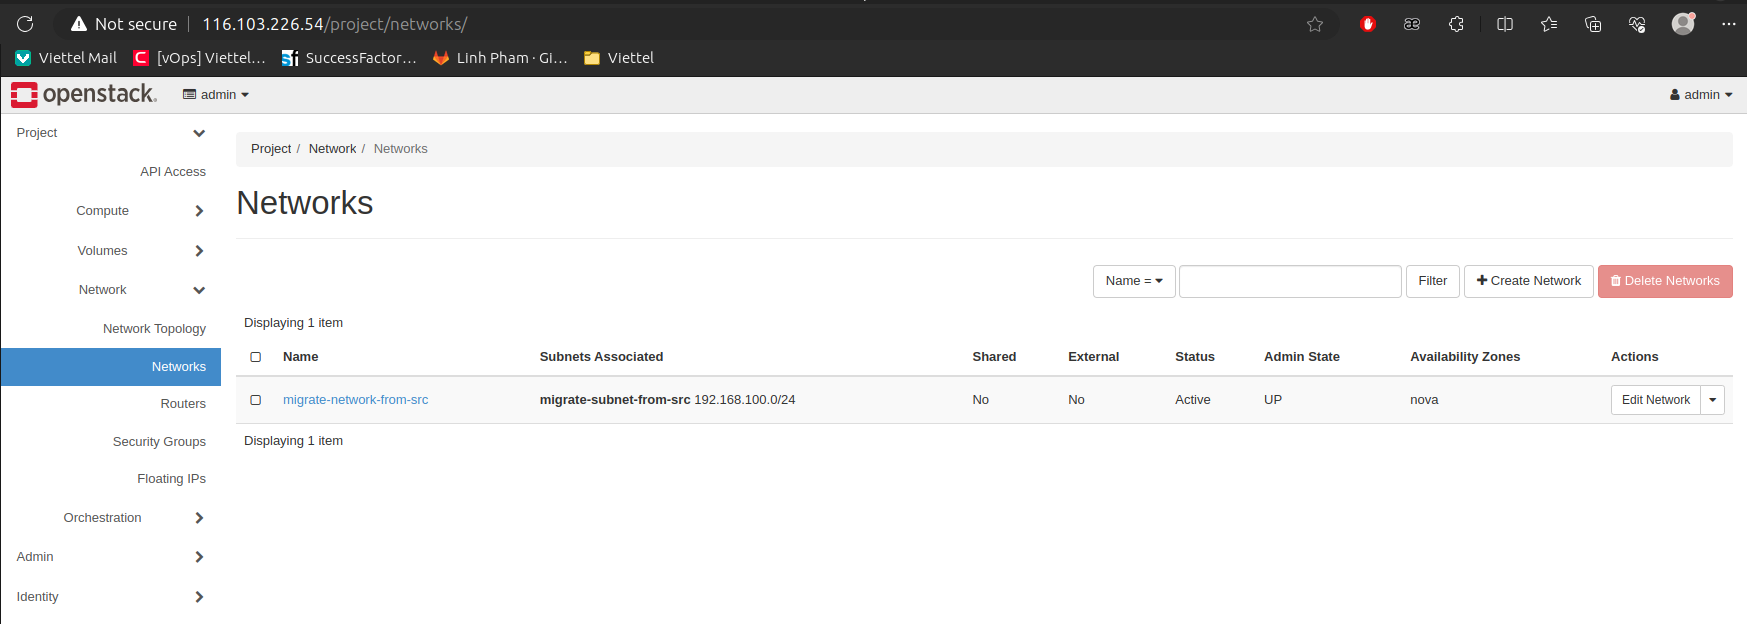 Not secure 116.103.226.54/project/networks/
Viettel Mail [vOps] Viettel... SuccessFactor... Linh Pham · Gi... Viettel
openstack. admin admin
Project
API Access
Compute
Volumes
Network
Network Topology
Networks
Routers
Security Groups
Floating IPs
Orchestration
Admin
Identity
Project / Network / Networks
Networks
Name = Filter Create Network Delete Networks
Displaying 1 item
Name Subnets Associated Shared External Status Admin State Availability Zones Actions
migrate-network-from-src migrate-subnet-from-src 192.168.100.0/24 No No Active UP nova Edit Network
Displaying 1 item